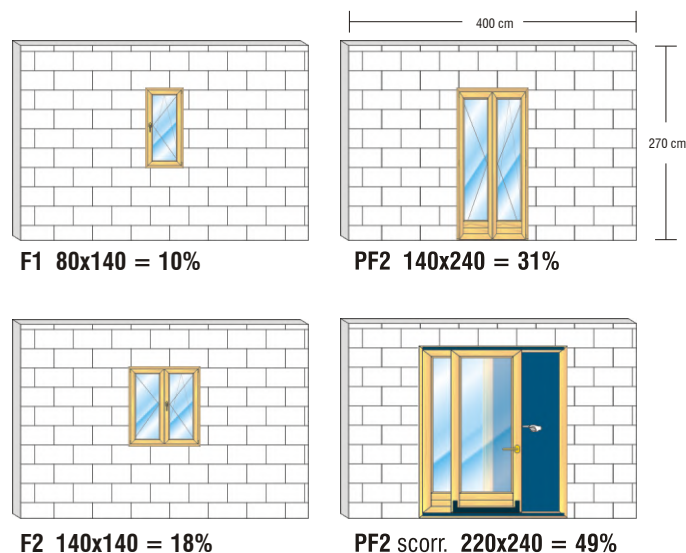 400 cm
270 cm
F1 80x140 = 10%
PF2 140x240 = 31%
F2 140x140 = 18%
PF2 scorr. 220x240 = 49%